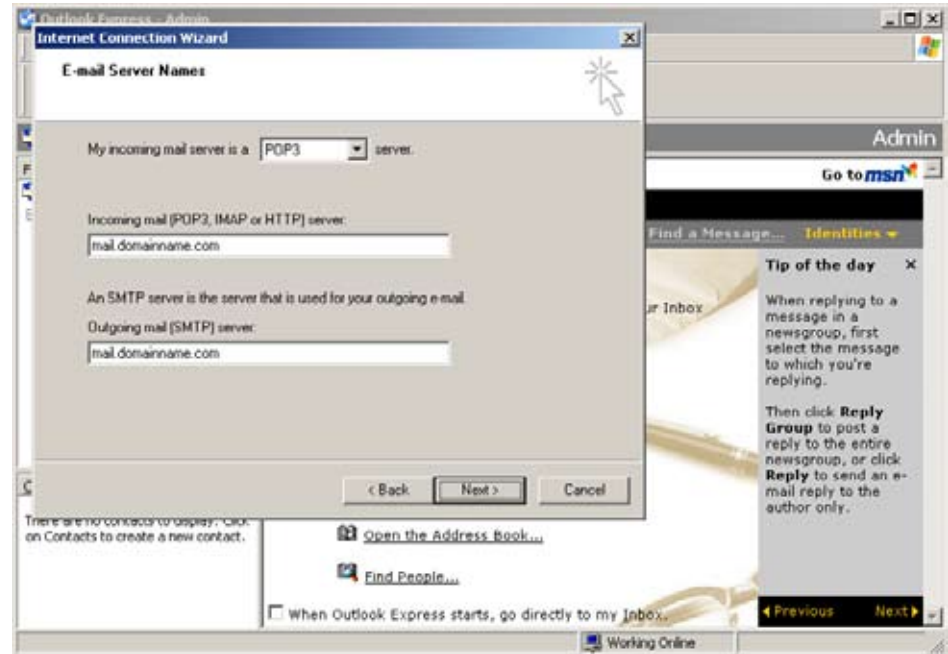 Outlook Express - Admin
Internet Connection Wizard
E-mail Server Names
My incoming mail server is a POP3 server.
Incoming mail (POP3, IMAP or HTTP) server:
mail.domainname.com
An SMTP server is the server that is used for your outgoing e-mail.
Outgoing mail (SMTP) server:
mail.domainname.com
< Back
Next >
Cancel
Admin
Go to msn
Find a Message...
Identities
ur Inbox
Tip of the day
When replying to a
message in a
newsgroup, first
select the message
to which you're
replying.
Then click Reply
Group to post a
reply to the entire
newsgroup, or click
Reply to send an e-
mail reply to the
author only.
Previous
Next
There are no contacts to display. Click
on Contacts to create a new contact.
Open the Address Book...
Find People...
When Outlook Express starts, go directly to my Inbox.
Working Online